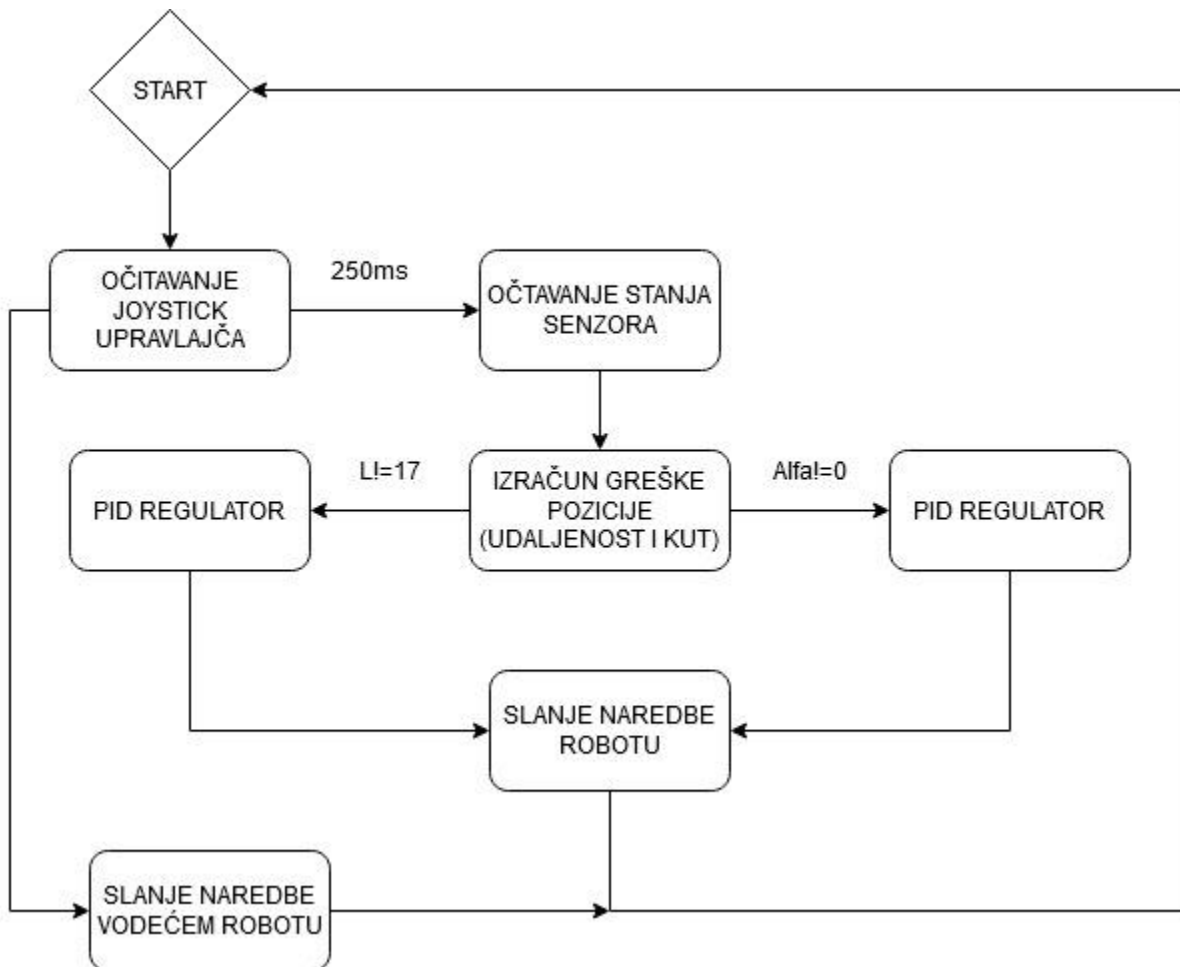 START
OČITAVANJE
JOYSTICK
UPRAVLAJČA
250ms
OČTAVANJE STANJA
SENZORA
PID REGULATOR
L!=17
IZRAČUN GREŠKE
POZICIJE
(UDALJENOST I KUT)
Alfa!=0
PID REGULATOR
SLANJE NAREDBE
ROBOTU
SLANJE NAREDBE
VODEĆEM ROBOTU